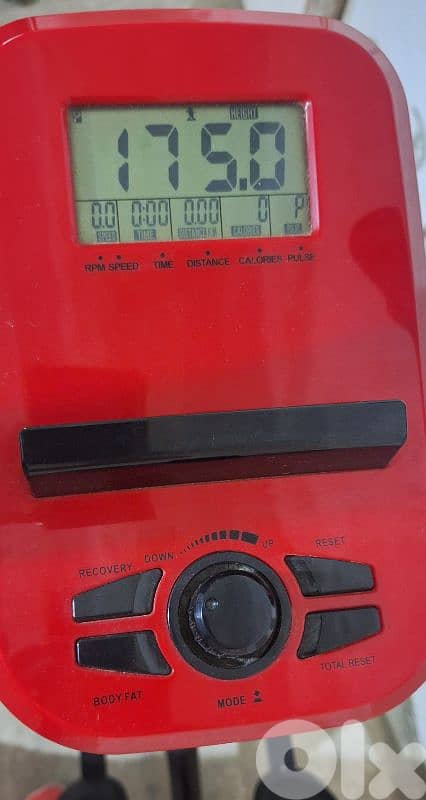 HEIGHT
175.0
0.0 0:00 0.00 0 P
SPEED TIME DISTANCE CALORIES
RPM SPEED TIME DISTANCE CALORIES PULSE
RECOVERY DOWN UP RESET
BODY FAT MODE TOTAL RESET
OLX